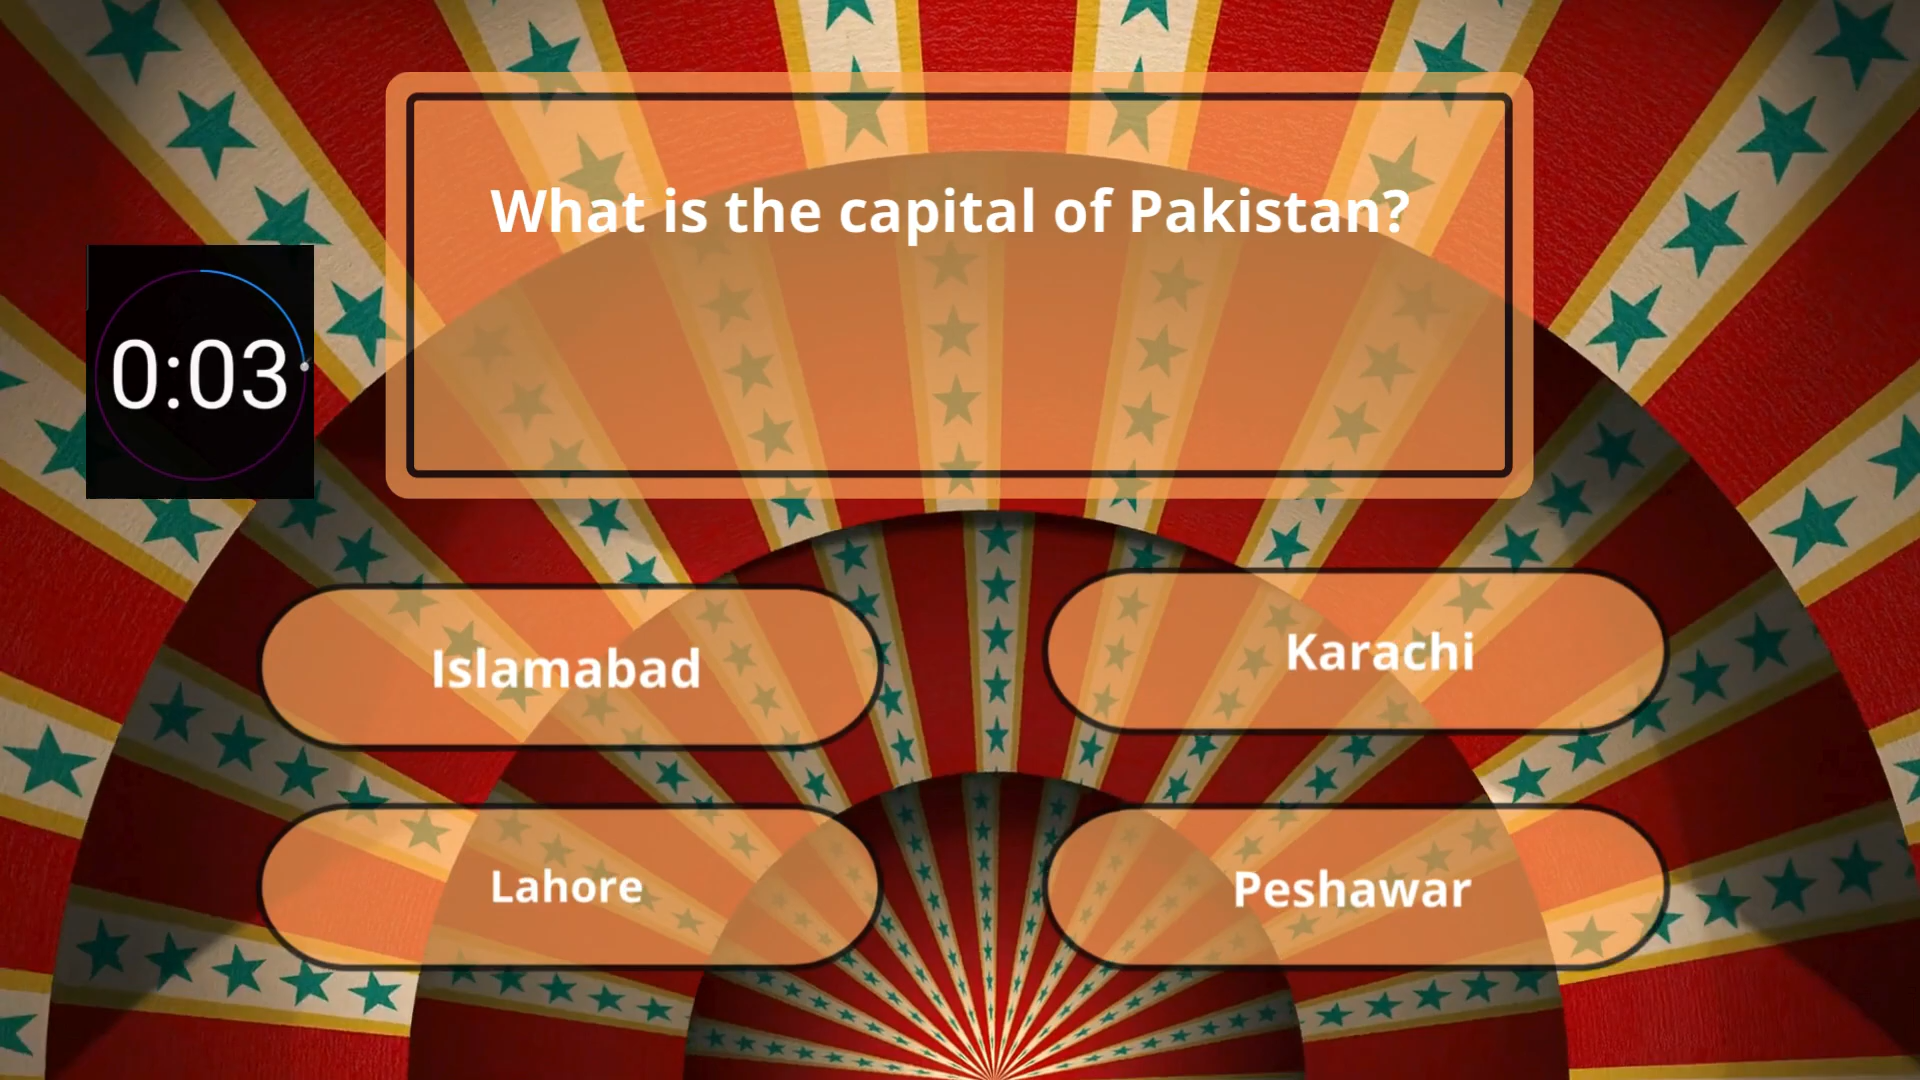 What is the capital of Pakistan?
0:03
Islamabad
Karachi
Lahore
Peshawar